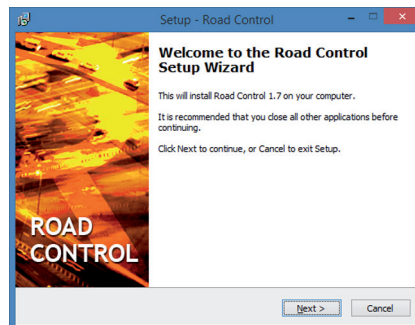 Setup - Road Control
Welcome to the Road Control
Setup Wizard
This will install Road Control 1.7 on your computer.
It is recommended that you close all other applications before
continuing.
Click Next to continue, or Cancel to exit Setup.
ROAD
CONTROL
Next >
Cancel